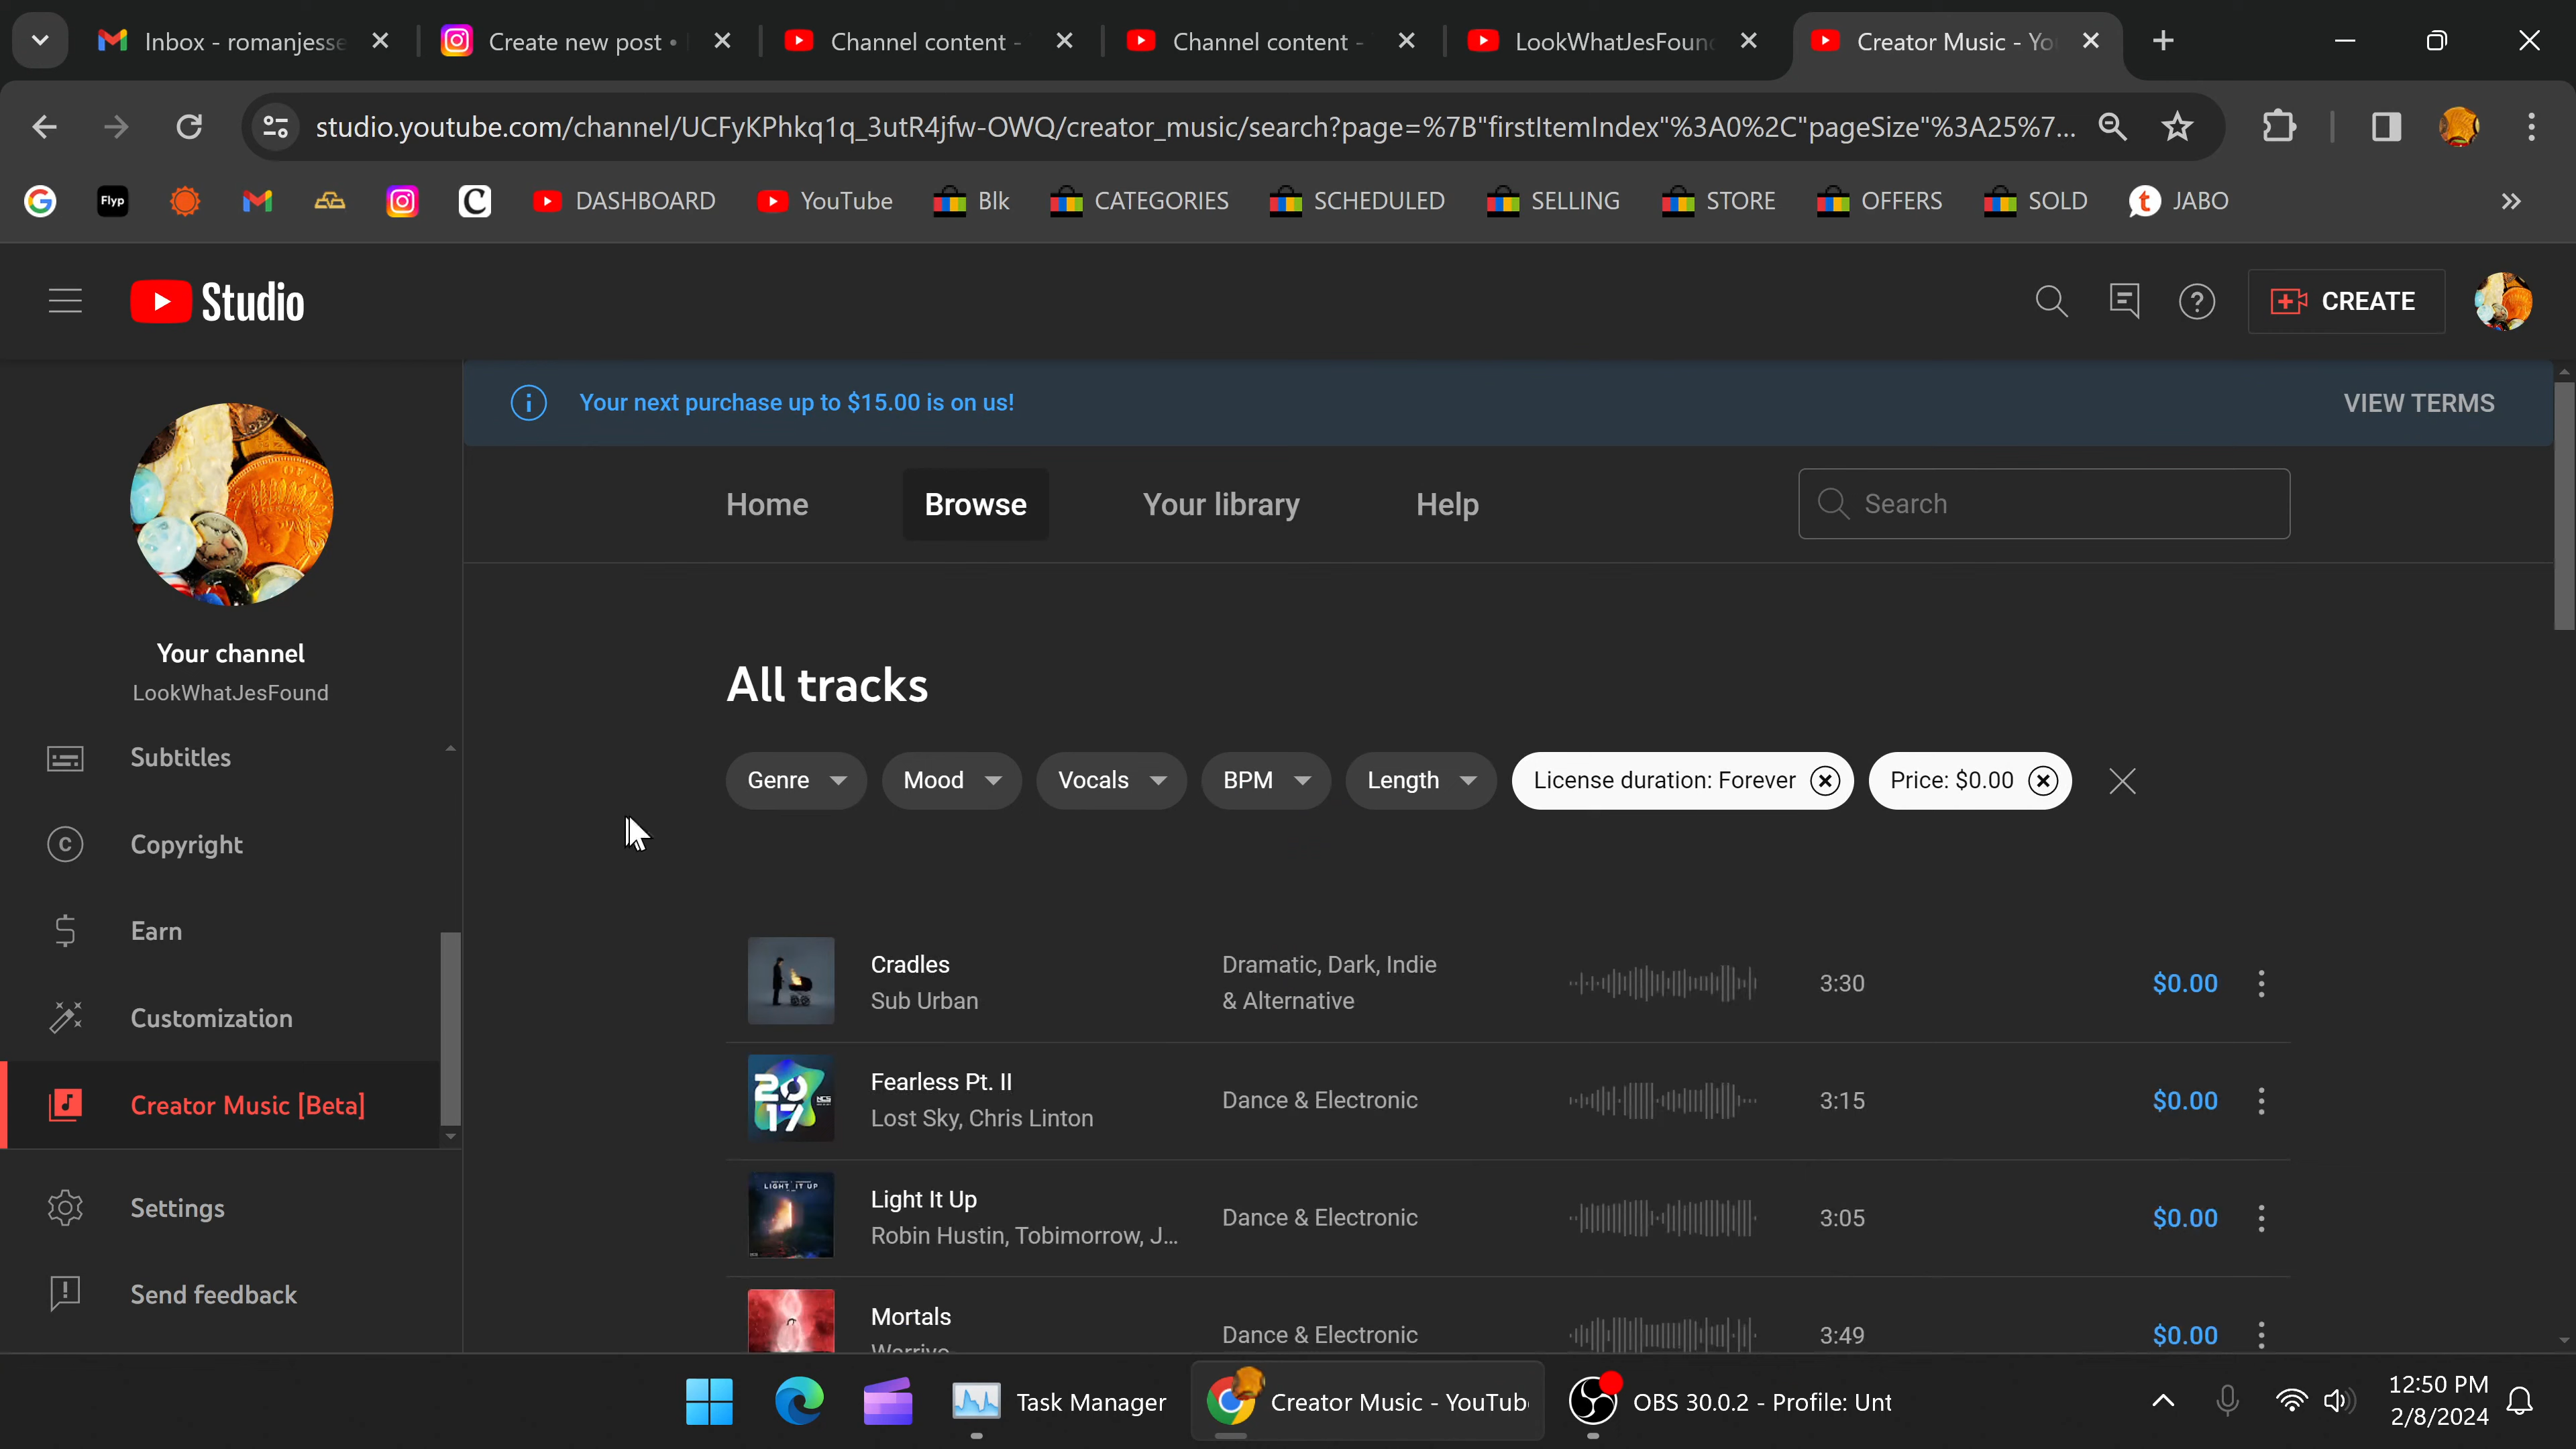 Inbox - romanjesse
Create new post •
Channel content -
Channel content -
LookWhatJesFound
Creator Music - Yo
studio.youtube.com/channel/UCFyKPhkq1q_3utR4jfw-OWQ/creator_music/search?page=%7B"firstItemIndex"%3A0%2C"pageSize"%3A25%7...
Flyp
DASHBOARD
YouTube
Blk
CATEGORIES
SCHEDULED
SELLING
STORE
OFFERS
SOLD
JABO
Studio
CREATE
Your next purchase up to $15.00 is on us!
VIEW TERMS
Home
Browse
Your library
Help
Search
Your channel
LookWhatJesFound
Subtitles
Copyright
Earn
Customization
Creator Music [Beta]
Settings
Send feedback
All tracks
Genre
Mood
Vocals
BPM
Length
License duration: Forever
Price: $0.00
Cradles
Sub Urban
Dramatic, Dark, Indie
& Alternative
3:30
$0.00
2017
NCS
Fearless Pt. II
Lost Sky, Chris Linton
Dance & Electronic
3:15
$0.00
LIGHT IT UP
Light It Up
Robin Hustin, Tobimorrow, J...
Dance & Electronic
3:05
$0.00
Mortals
Warriyo
Dance & Electronic
3:49
$0.00
Task Manager
Creator Music - YouTub
OBS 30.0.2 - Profile: Unt
12:50 PM
2/8/2024